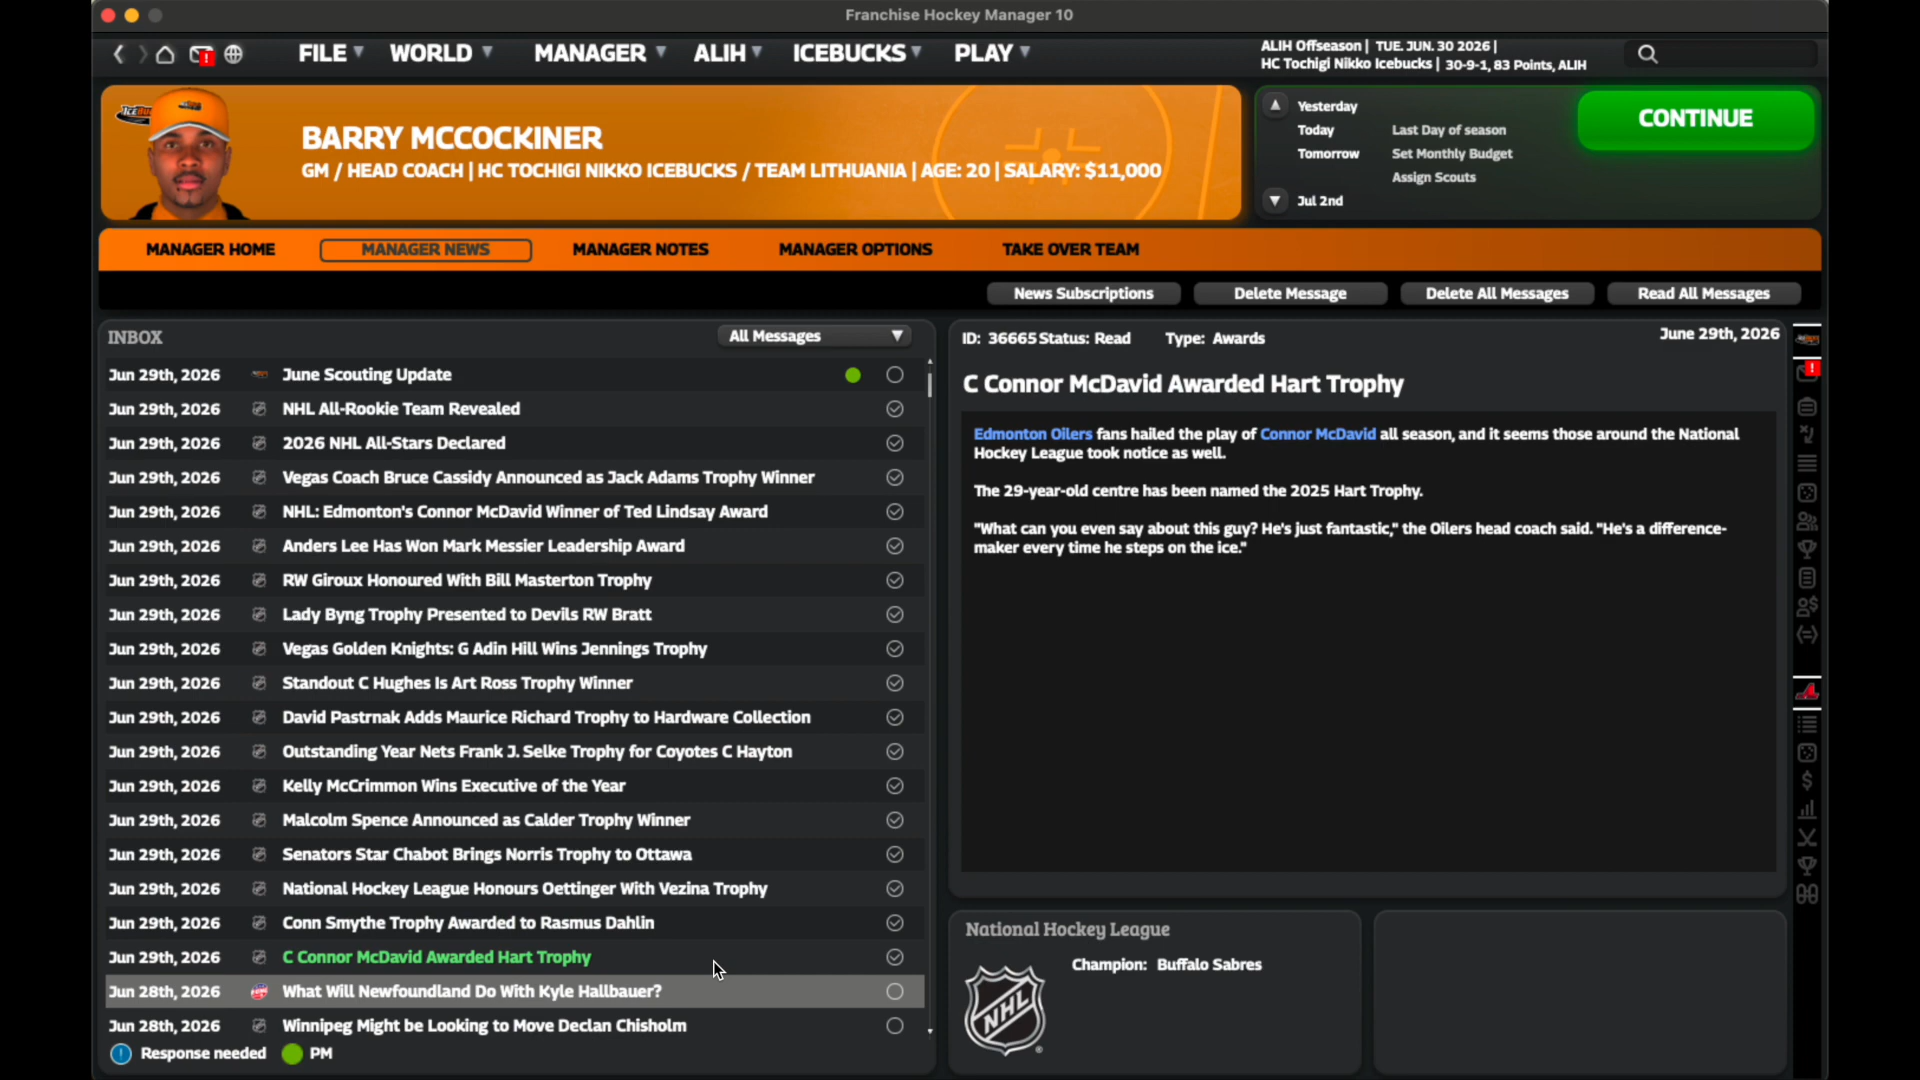 Franchise Hockey Manager 10
FILE WORLD MANAGER ALIH ICEBUCKS PLAY
ALIH Offseason | TUE. JUN. 30 2026 |
HC Tochigi Nikko Icebucks | 30-9-1, 83 Points, ALIH
BARRY MCCOCKINER
GM / HEAD COACH | HC TOCHIGI NIKKO ICEBUCKS / TEAM LITHUANIA | AGE: 20 | SALARY: $11,000
Yesterday
Today Last Day of season
Tomorrow Set Monthly Budget
Assign Scouts
Jul 2nd
CONTINUE
MANAGER HOME MANAGER NEWS MANAGER NOTES MANAGER OPTIONS TAKE OVER TEAM
News Subscriptions Delete Message Delete All Messages Read All Messages
INBOX All Messages
Jun 29th, 2026 June Scouting Update
Jun 29th, 2026 NHL All-Rookie Team Revealed
Jun 29th, 2026 2026 NHL All-Stars Declared
Jun 29th, 2026 Vegas Coach Bruce Cassidy Announced as Jack Adams Trophy Winner
Jun 29th, 2026 NHL: Edmonton's Connor McDavid Winner of Ted Lindsay Award
Jun 29th, 2026 Anders Lee Has Won Mark Messier Leadership Award
Jun 29th, 2026 RW Giroux Honoured With Bill Masterton Trophy
Jun 29th, 2026 Lady Byng Trophy Presented to Devils RW Bratt
Jun 29th, 2026 Vegas Golden Knights: G Adin Hill Wins Jennings Trophy
Jun 29th, 2026 Standout C Hughes Is Art Ross Trophy Winner
Jun 29th, 2026 David Pastrnak Adds Maurice Richard Trophy to Hardware Collection
Jun 29th, 2026 Outstanding Year Nets Frank J. Selke Trophy for Coyotes C Hayton
Jun 29th, 2026 Kelly McCrimmon Wins Executive of the Year
Jun 29th, 2026 Malcolm Spence Announced as Calder Trophy Winner
Jun 29th, 2026 Senators Star Chabot Brings Norris Trophy to Ottawa
Jun 29th, 2026 National Hockey League Honours Oettinger With Vezina Trophy
Jun 29th, 2026 Conn Smythe Trophy Awarded to Rasmus Dahlin
Jun 29th, 2026 C Connor McDavid Awarded Hart Trophy
Jun 28th, 2026 What Will Newfoundland Do With Kyle Hallbauer?
Jun 28th, 2026 Winnipeg Might be Looking to Move Declan Chisholm
Response needed PM
ID: 36665 Status: Read Type: Awards June 29th, 2026
C Connor McDavid Awarded Hart Trophy
Edmonton Oilers fans hailed the play of Connor McDavid all season, and it seems those around the National
Hockey League took notice as well.
The 29-year-old centre has been named the 2025 Hart Trophy.
"What can you even say about this guy? He's just fantastic," the Oilers head coach said. "He's a difference-
maker every time he steps on the ice."
National Hockey League
Champion: Buffalo Sabres
NHL